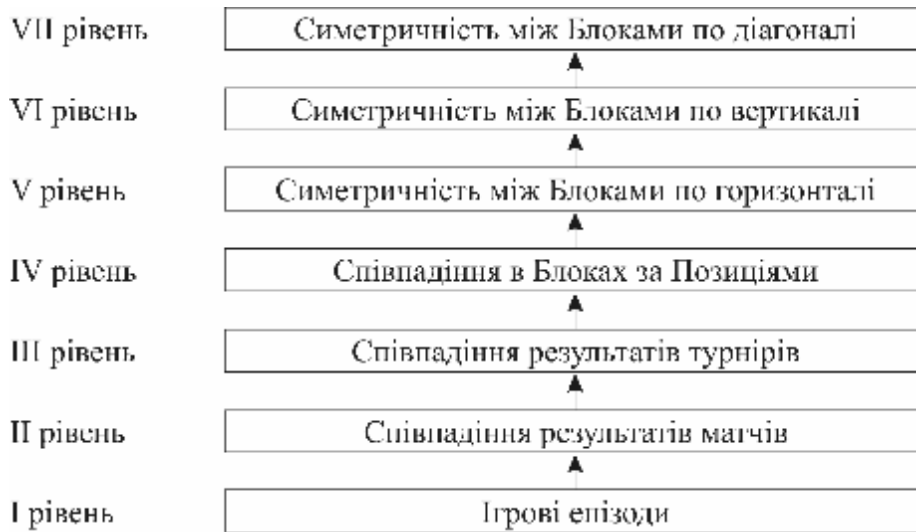 VII рівень Симетричність між Блоками по діагоналі
VI рівень Симетричність між Блоками по вертикалі
V рівень Симетричність між Блоками по горизонталі
IV рівень Співпадіння в Блоках за Позиціями
III рівень Співпадіння результатів турнірів
II рівень Співпадіння результатів матчів
I рівень Ігрові епізоди